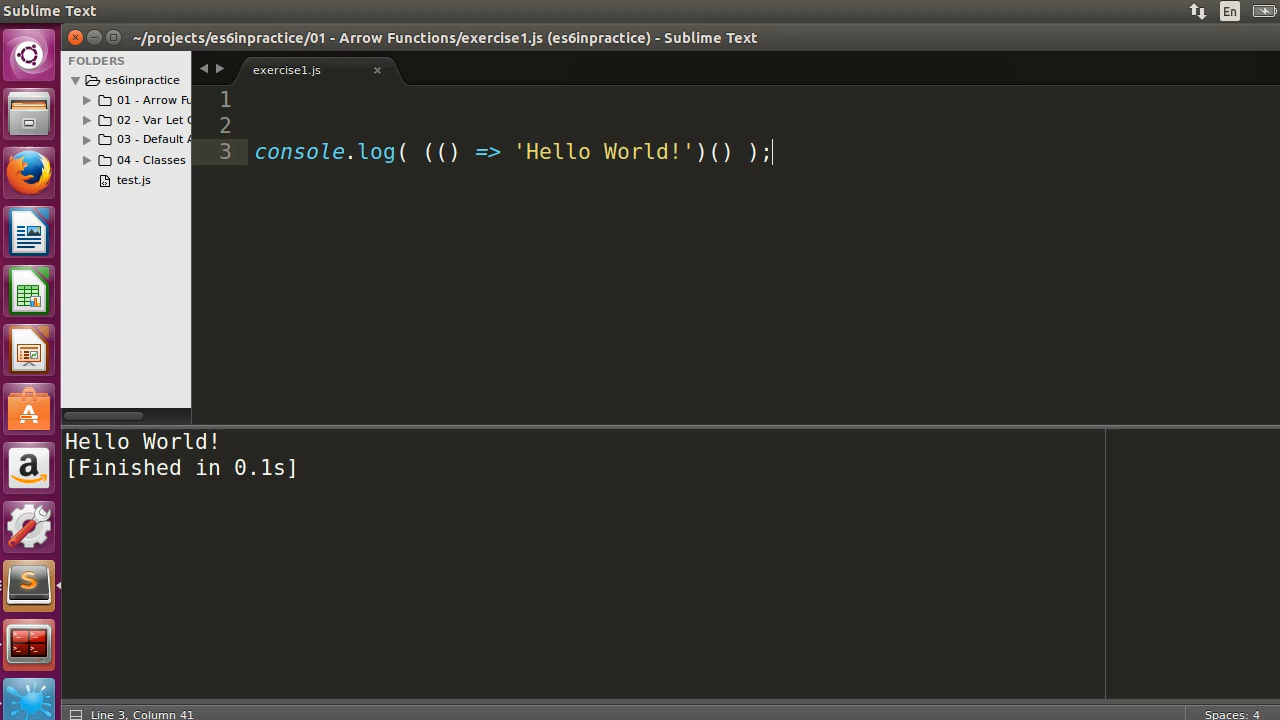 Sublime Text
En
~/projects/es6inpractice/01 - Arrow Functions/exercise1.js (es6inpractice) - Sublime Text
FOLDERS
es6inpractice
01 - Arrow Fu
02 - Var Let C
03 - Default A
04 - Classes
test.js
exercise1.js
1
2
3 console.log( (() => 'Hello World!')() );
Hello World!
[Finished in 0.1s]
Line 3, Column 41
Spaces: 4